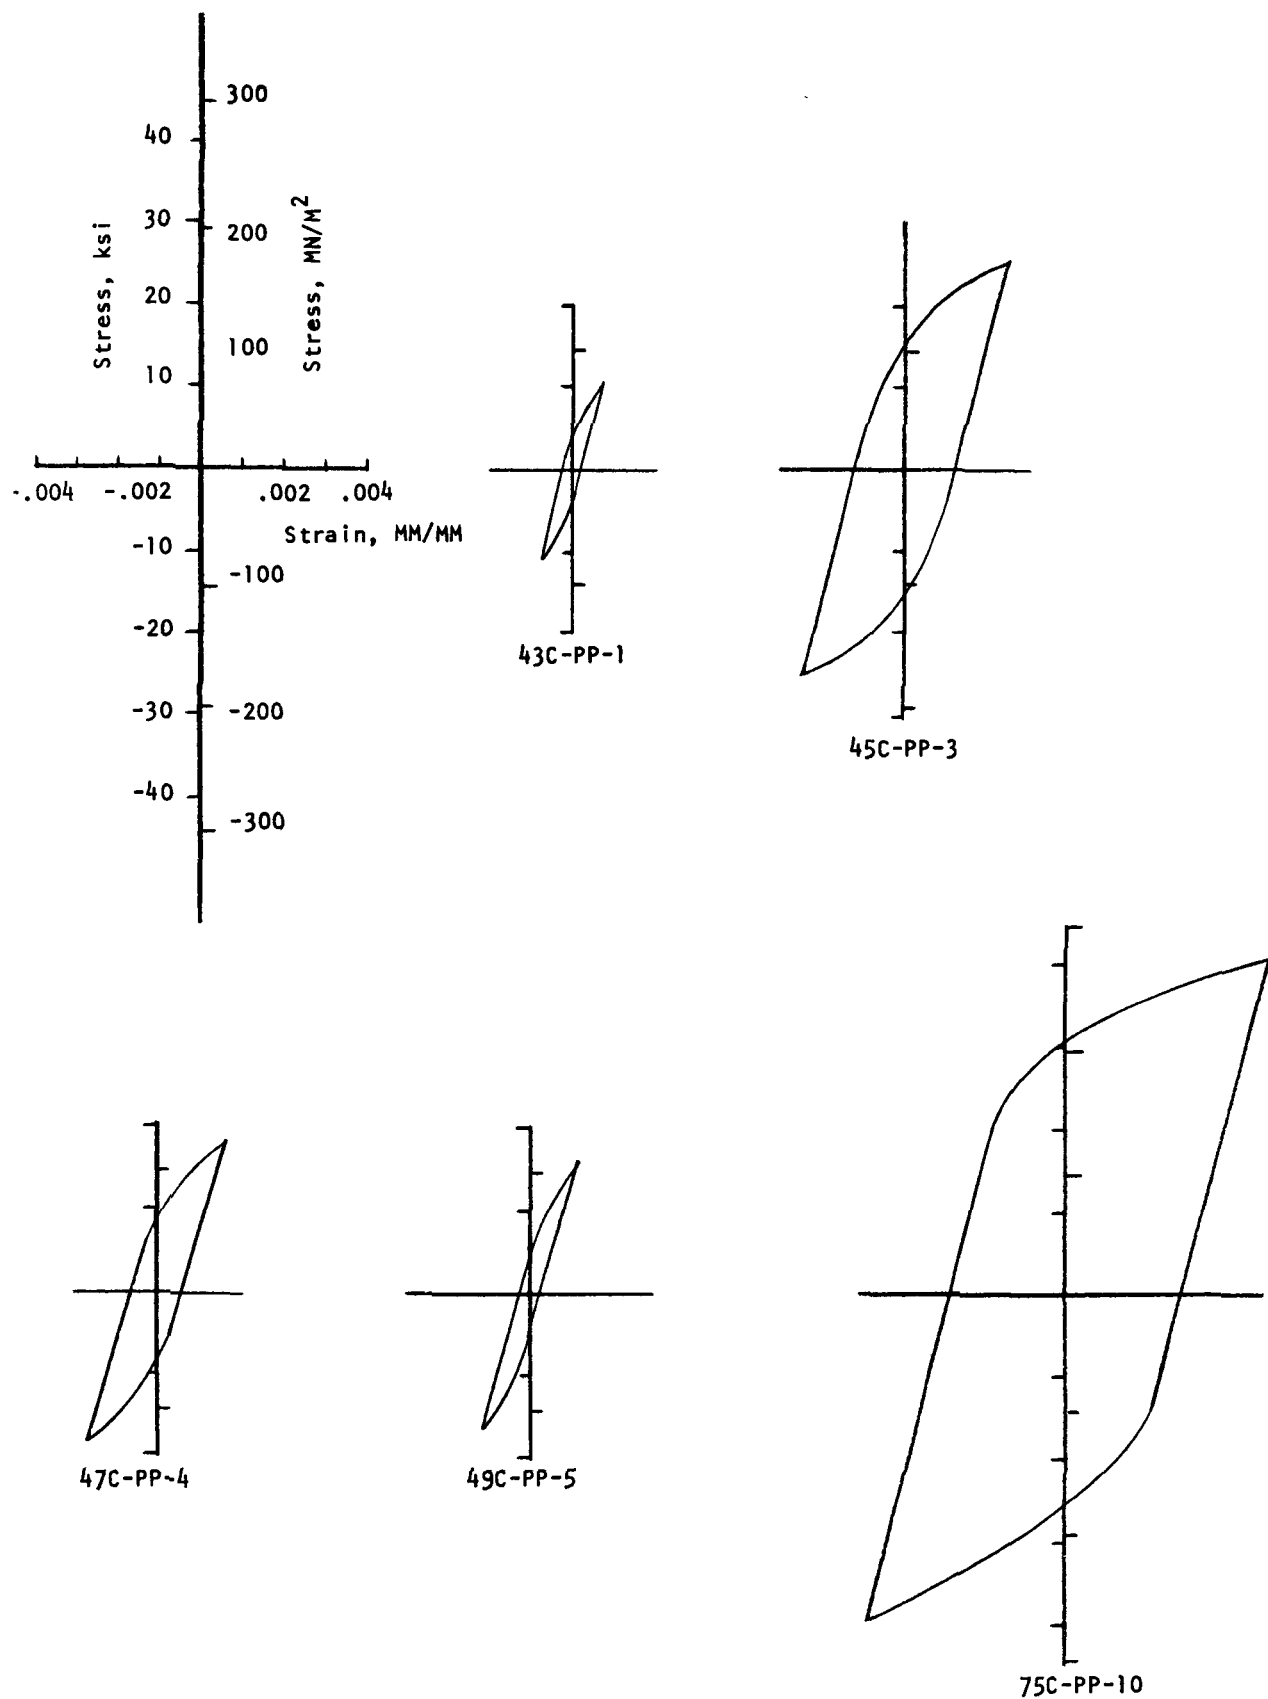 300
40
30
200
20
100
10
Stress, ksi
Stress, MN/M²
-.004 -.002 .002 .004
Strain, MM/MM
-10
-100
-20
-30 -200
-40
-300
43C-PP-1
45C-PP-3
47C-PP-4
49C-PP-5
75C-PP-10